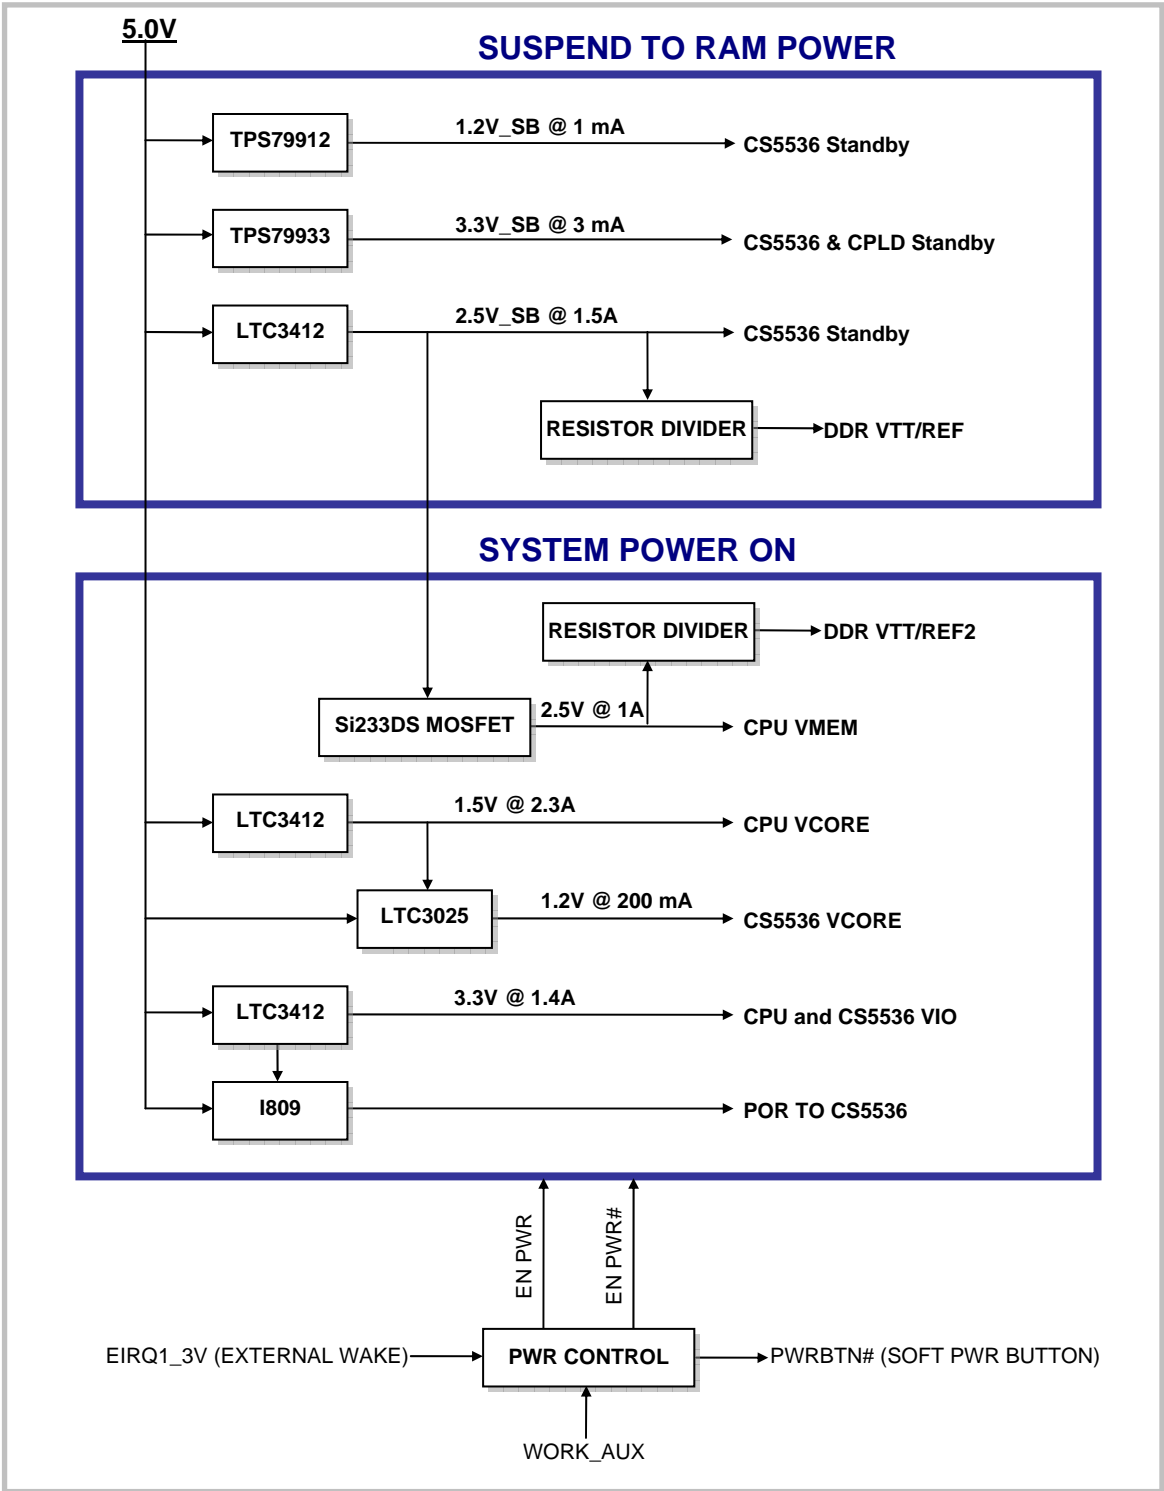 5.0V
SUSPEND TO RAM POWER
TPS79912
1.2V_SB @ 1 mA
CS5536 Standby
TPS79933
3.3V_SB @ 3 mA
CS5536 & CPLD Standby
LTC3412
2.5V_SB @ 1.5A
CS5536 Standby
RESISTOR DIVIDER
DDR VTT/REF
SYSTEM POWER ON
RESISTOR DIVIDER
DDR VTT/REF2
Si233DS MOSFET
2.5V @ 1A
CPU VMEM
LTC3412
1.5V @ 2.3A
CPU VCORE
LTC3025
1.2V @ 200 mA
CS5536 VCORE
LTC3412
3.3V @ 1.4A
CPU and CS5536 VIO
I809
POR TO CS5536
EN PWR
EN PWR#
EIRQ1_3V (EXTERNAL WAKE)
PWR CONTROL
PWRBTN# (SOFT PWR BUTTON)
WORK_AUX